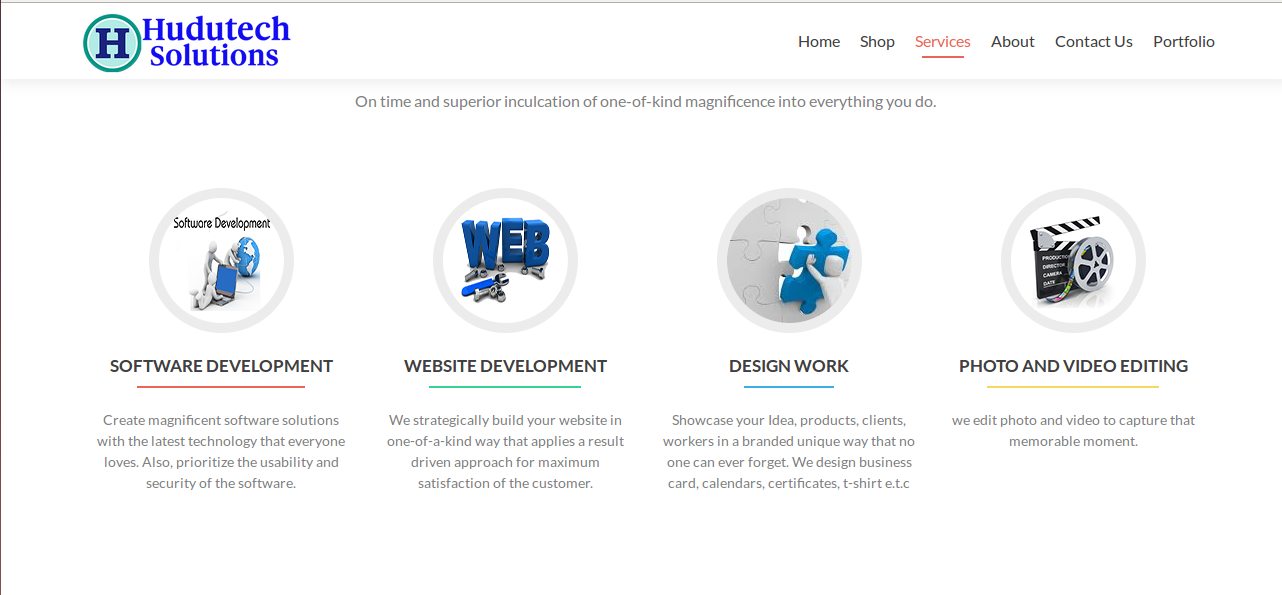 H Hudutech
Solutions
Home Shop Services About Contact Us Portfolio
On time and superior inculcation of one-of-kind magnificence into everything you do.
Software Development
WEB
PRODUCTION
DIRECTOR
CAMERA
DATE
SOFTWARE DEVELOPMENT
WEBSITE DEVELOPMENT
DESIGN WORK
PHOTO AND VIDEO EDITING
Create magnificent software solutions
with the latest technology that everyone
loves. Also, prioritize the usability and
security of the software.
We strategically build your website in
one-of-a-kind way that applies a result
driven approach for maximum
satisfaction of the customer.
Showcase your Idea, products, clients,
workers in a branded unique way that no
one can ever forget. We design business
card, calendars, certificates, t-shirt e.t.c
we edit photo and video to capture that
memorable moment.